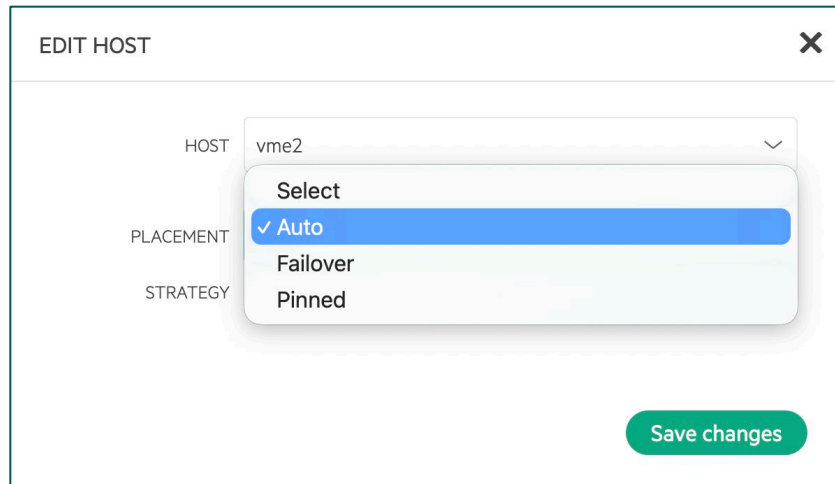 EDIT HOST
HOST vme2
Select
PLACEMENT ✓ Auto
Failover
STRATEGY
Pinned
Save changes